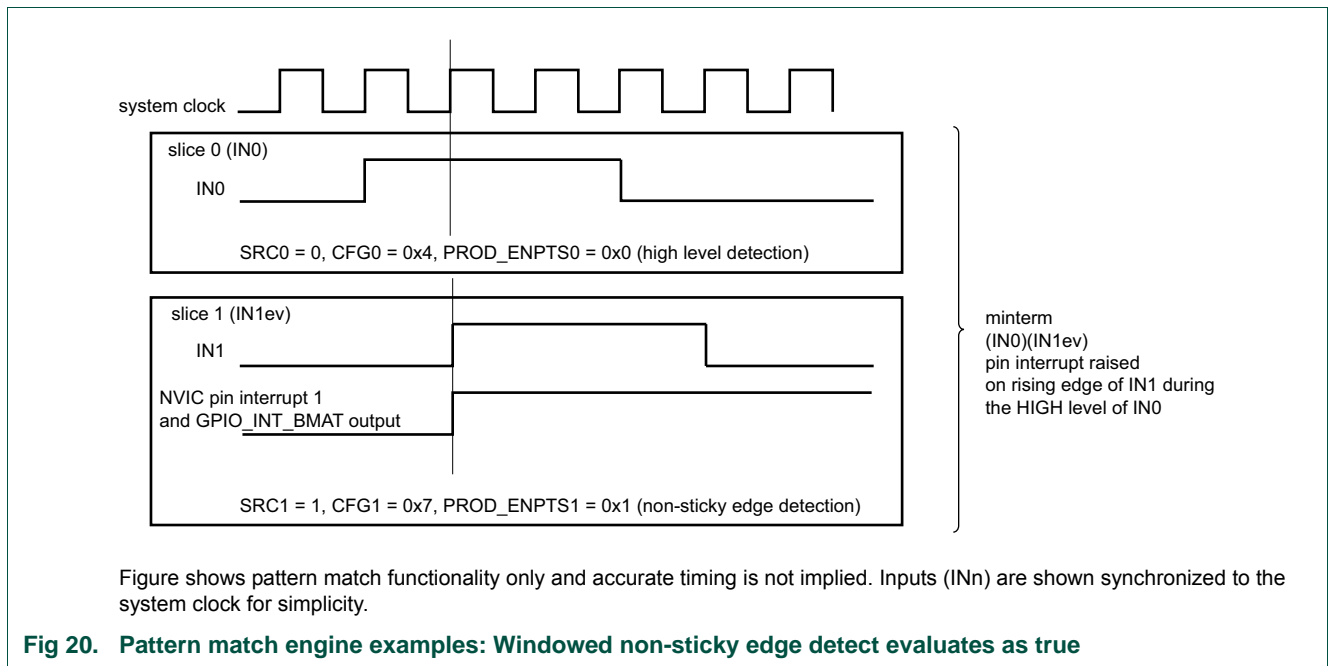 system clock
slice 0 (IN0)
IN0
SRC0 = 0, CFG0 = 0x4, PROD_ENPTS0 = 0x0 (high level detection)
slice 1 (IN1ev)
IN1
NVIC pin interrupt 1
and GPIO_INT_BMAT output
SRC1 = 1, CFG1 = 0x7, PROD_ENPTS1 = 0x1 (non-sticky edge detection)
minterm
(IN0)(IN1ev)
pin interrupt raised
on rising edge of IN1 during
the HIGH level of IN0
Figure shows pattern match functionality only and accurate timing is not implied. Inputs (INn) are shown synchronized to the
system clock for simplicity.
Fig 20. Pattern match engine examples: Windowed non-sticky edge detect evaluates as true